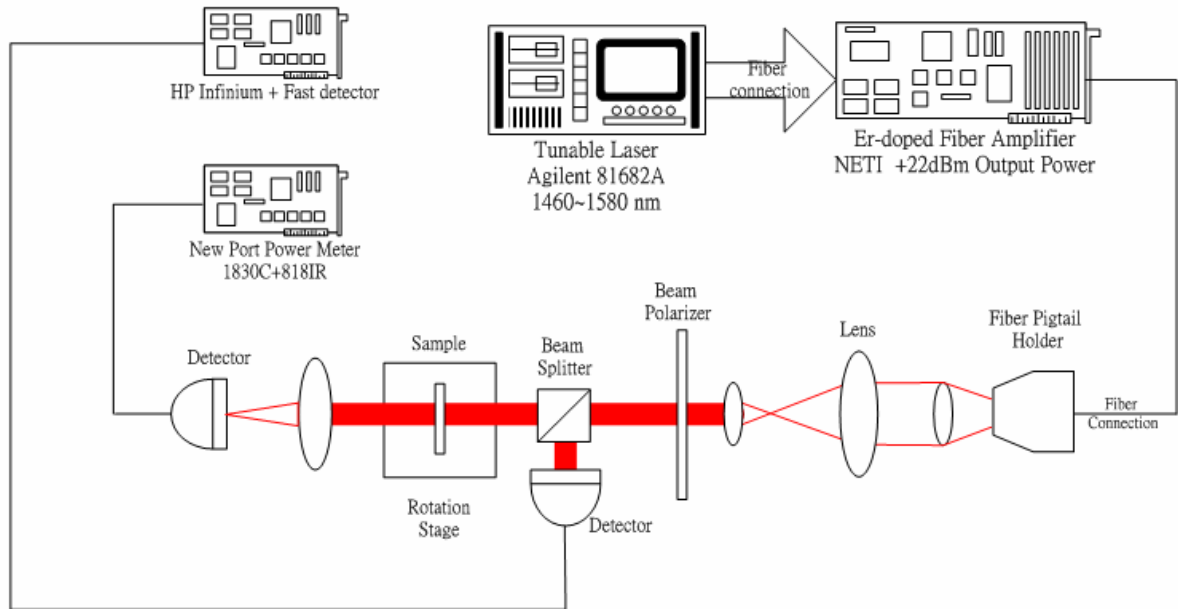 HP Infinium + Fast detector
Fiber
connection
Er-doped Fiber Amplifier
NETI +22dBm Output Power
Tunable Laser
Agilent 81682A
1460~1580 nm
New Port Power Meter
1830C+818IR
Beam
Polarizer
Lens
Fiber Pigtail
Holder
Detector
Sample
Beam
Splitter
Fiber
Connection
Rotation
Stage
Detector